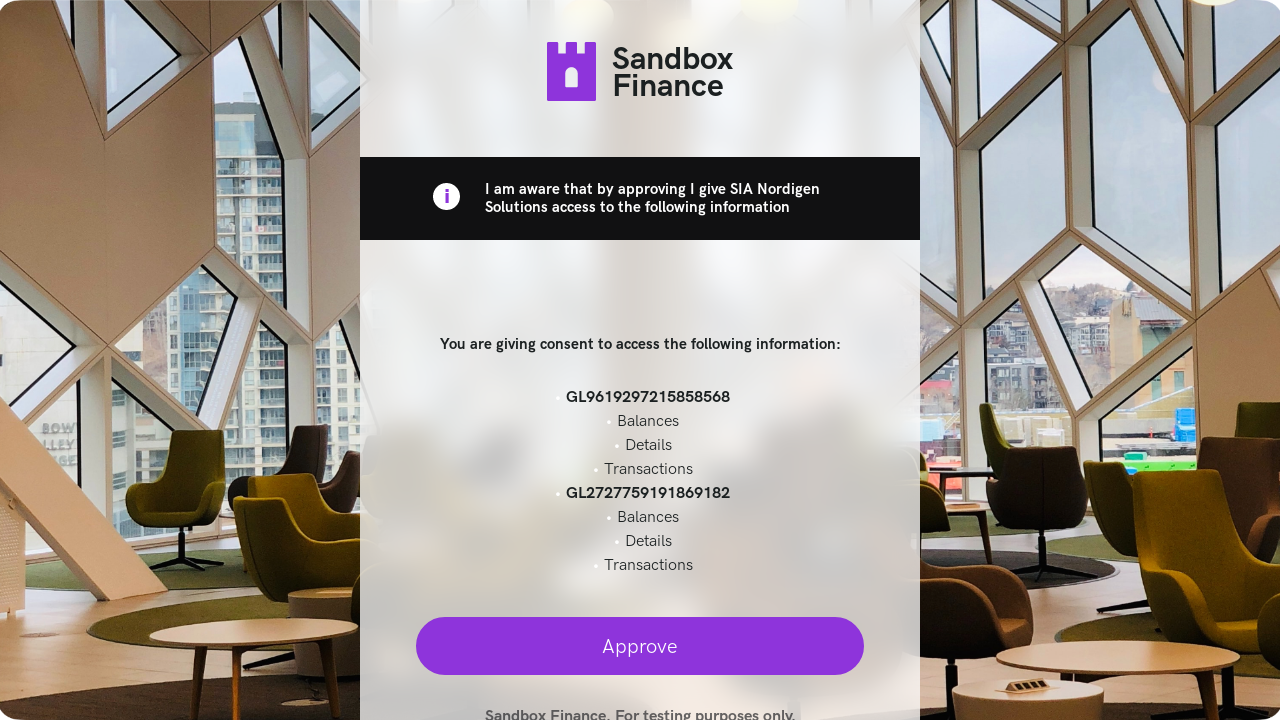 Sandbox
Finance
I am aware that by approving I give SIA Nordigen
Solutions access to the following information
You are giving consent to access the following information:
• GL9619297215858568
• Balances
• Details
• Transactions
• GL2727759191869182
• Balances
• Details
• Transactions
Approve
Sandbox Finance. For testing purposes only.
BOW